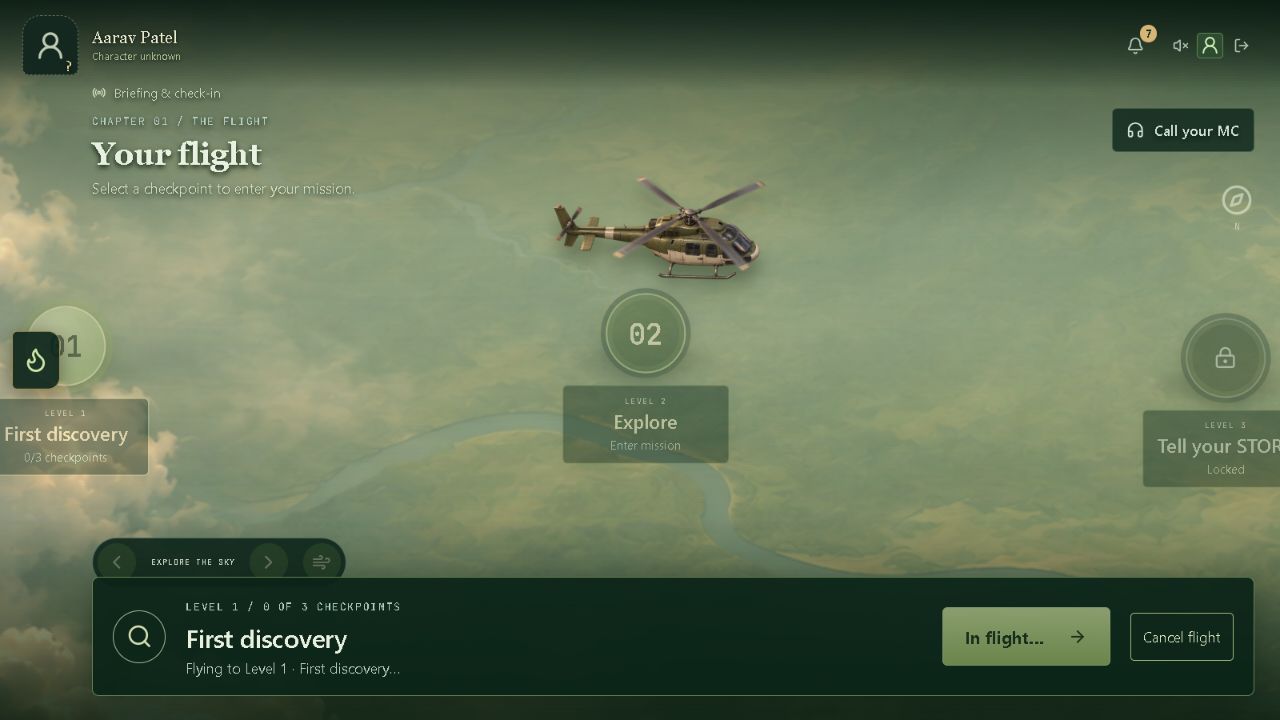 Aarav Patel
Character unknown
?
7
Briefing & check-in
CHAPTER 01 / THE FLIGHT
Your flight
Select a checkpoint to enter your mission.
Call your MC
N
01
LEVEL 1
First discovery
0/3 checkpoints
02
LEVEL 2
Explore
Enter mission
LEVEL 3
Tell your STOR
Locked
EXPLORE THE SKY
LEVEL 1 / 0 OF 3 CHECKPOINTS
First discovery
Flying to Level 1 · First discovery...
In flight...
Cancel flight